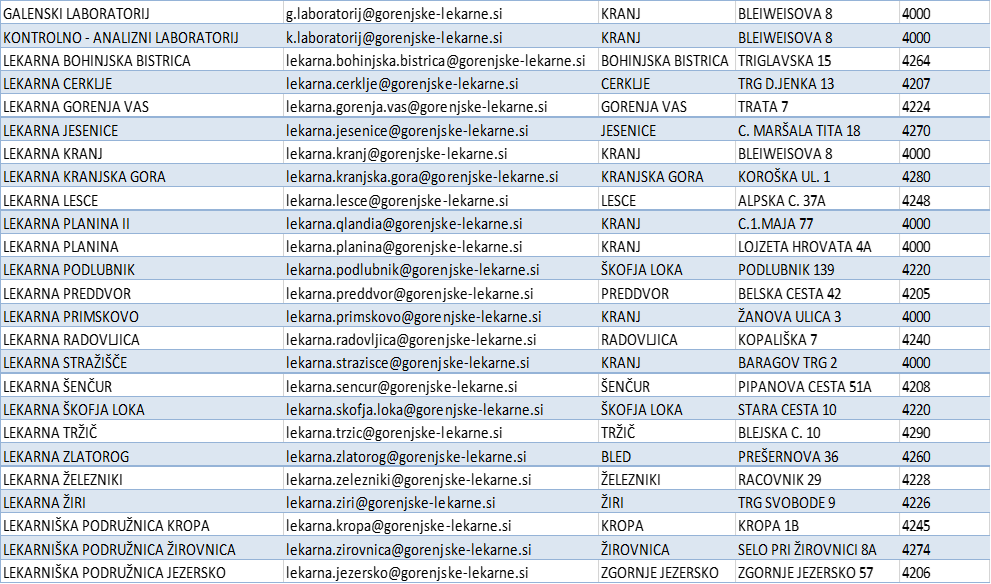 GALENSKI LABORATORIJ g.laboratorij@gorenjske-lekarne.si KRANJ BLEIWEISOVA 8 4000
KONTROLNO - ANALIZNI LABORATORIJ k.laboratorij@gorenjske-lekarne.si KRANJ BLEIWEISOVA 8 4000
LEKARNA BOHINJSKA BISTRICA lekarna.bohinjska.bistrica@gorenjske-lekarne.si BOHINJSKA BISTRICA TRIGLAVSKA 15 4264
LEKARNA CERKLJE lekarna.cerklje@gorenjske-lekarne.si CERKLJE TRG D.JENKA 13 4207
LEKARNA GORENJA VAS lekarna.gorenja.vas@gorenjske-lekarne.si GORENJA VAS TRATA 7 4224
LEKARNA JESENICE lekarna.jesenice@gorenjske-lekarne.si JESENICE C. MARŠALA TITA 18 4270
LEKARNA KRANJ lekarna.kranj@gorenjske-lekarne.si KRANJ BLEIWEISOVA 8 4000
LEKARNA KRANJSKA GORA lekarna.kranjska.gora@gorenjske-lekarne.si KRANJSKA GORA KOROŠKA UL. 1 4280
LEKARNA LESCE lekarna.lesce@gorenjske-lekarne.si LESCE ALPSKA C. 37A 4248
LEKARNA PLANINA II lekarna.qlandia@gorenjske-lekarne.si KRANJ C.1.MAJA 77 4000
LEKARNA PLANINA lekarna.planina@gorenjske-lekarne.si KRANJ LOJZETA HROVATA 4A 4000
LEKARNA PODLUBNIK lekarna.podlubnik@gorenjske-lekarne.si ŠKOFJA LOKA PODLUBNIK 139 4220
LEKARNA PREDDVOR lekarna.preddvor@gorenjske-lekarne.si PREDDVOR BELSKA CESTA 42 4205
LEKARNA PRIMSKOVO lekarna.primskovo@gorenjske-lekarne.si KRANJ ŽANOVA ULICA 3 4000
LEKARNA RADOVLJICA lekarna.radovljica@gorenjske-lekarne.si RADOVLJICA KOPALIŠKA 7 4240
LEKARNA STRAŽIŠČE lekarna.strazisce@gorenjske-lekarne.si KRANJ BARAGOV TRG 2 4000
LEKARNA ŠENČUR lekarna.sencur@gorenjske-lekarne.si ŠENČUR PIPANOVA CESTA 51A 4208
LEKARNA ŠKOFJA LOKA lekarna.skofja.loka@gorenjske-lekarne.si ŠKOFJA LOKA STARA CESTA 10 4220
LEKARNA TRŽIČ lekarna.trzic@gorenjske-lekarne.si TRŽIČ BLEJSKA C. 10 4290
LEKARNA ZLATOROG lekarna.zlatorog@gorenjske-lekarne.si BLED PREŠERNOVA 36 4260
LEKARNA ŽELEZNIKI lekarna.zelezniki@gorenjske-lekarne.si ŽELEZNIKI RACOVNIK 29 4228
LEKARNA ŽIRI lekarna.ziri@gorenjske-lekarne.si ŽIRI TRG SVOBODE 9 4226
LEKARNIŠKA PODRUŽNICA KROPA lekarna.kropa@gorenjske-lekarne.si KROPA KROPA 1B 4245
LEKARNIŠKA PODRUŽNICA ŽIROVNICA lekarna.zirovnica@gorenjske-lekarne.si ŽIROVNICA SELO PRI ŽIROVNICI 8A 4274
LEKARNIŠKA PODRUŽNICA JEZERSKO lekarna.jezersko@gorenjske-lekarne.si ZGORNJE JEZERSKO ZGORNJE JEZERSKO 57 4206